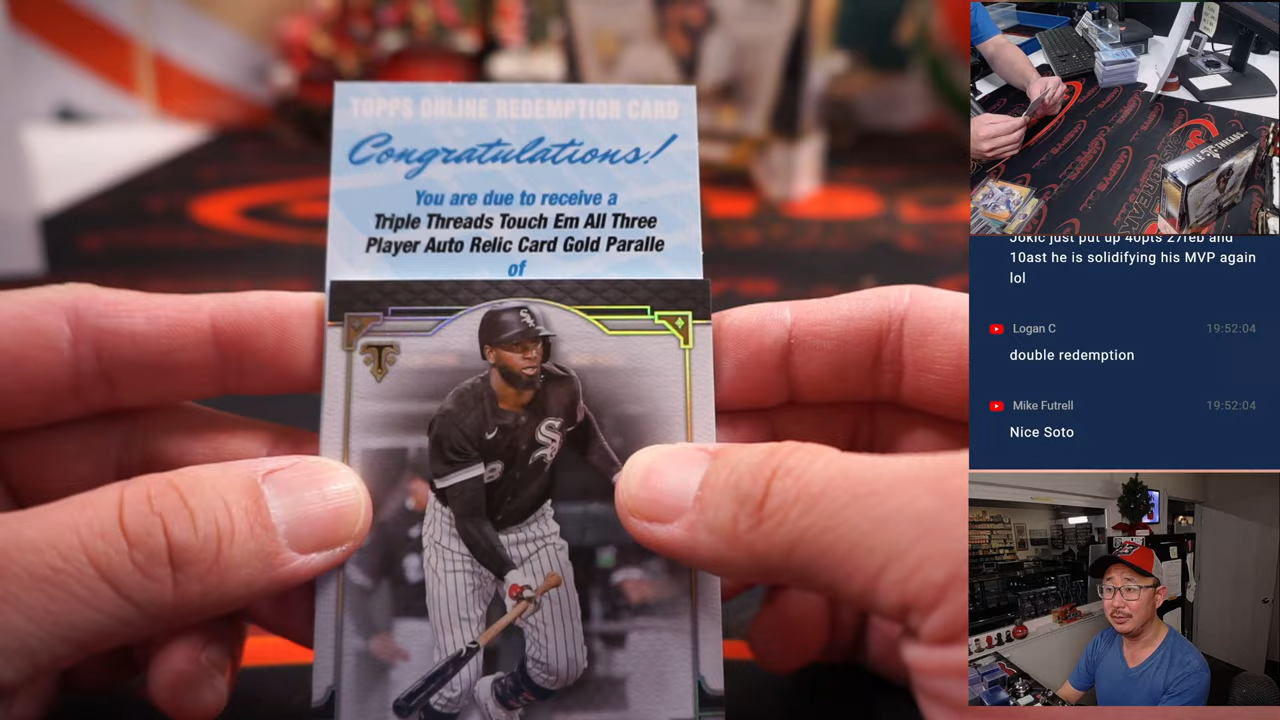 TOPPS ONLINE REDEMPTION CARD
Congratulations!
You are due to receive a
Triple Threads Touch Em All Three
Player Auto Relic Card Gold Paralle
of
TRIPLE THREADS
Jokic just put up 40pts 27reb and
10ast he is solidifying his MVP again
lol
Logan C 19:52:04
double redemption
Mike Futrell 19:52:04
Nice Soto